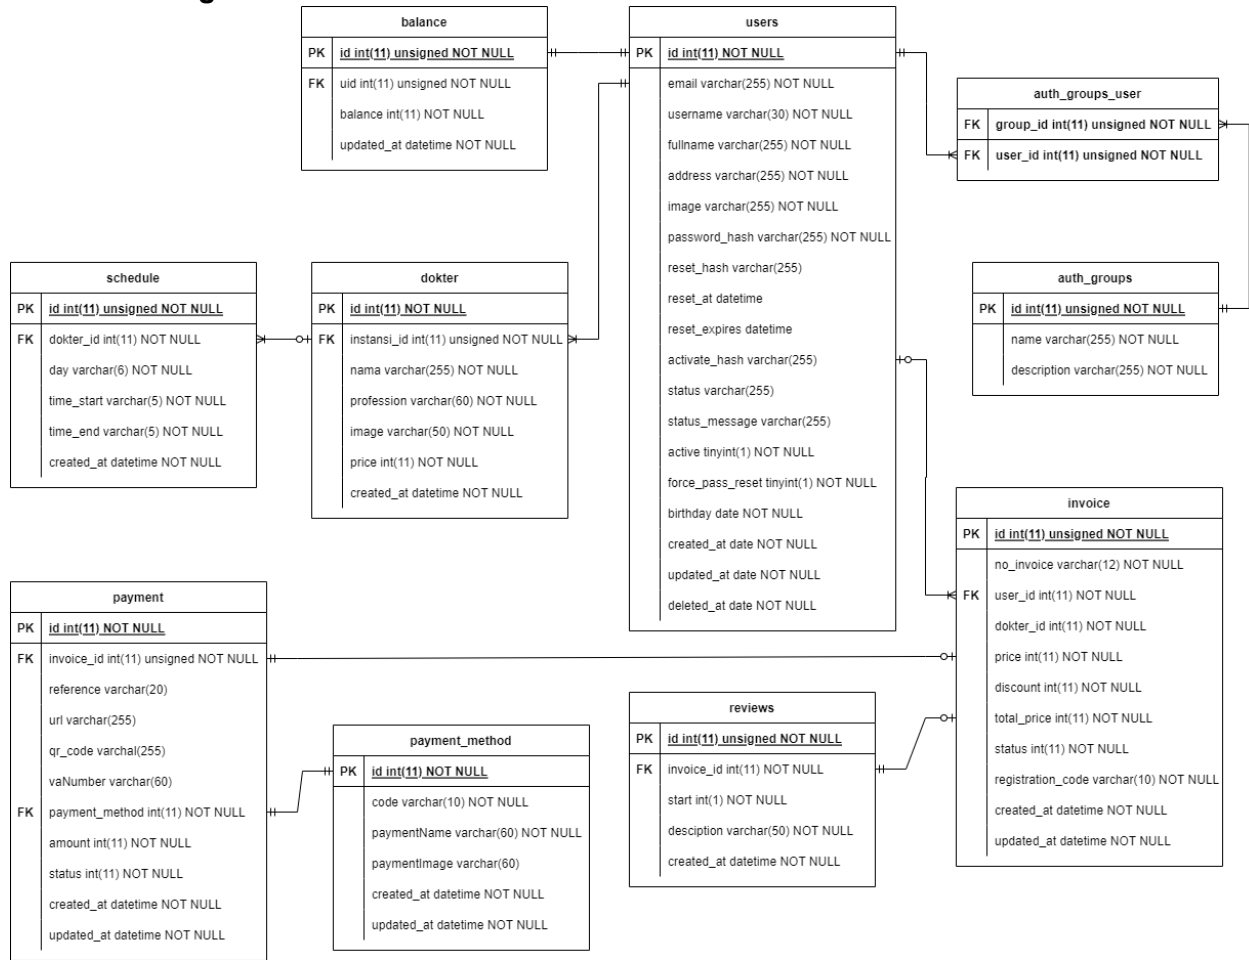 g
balance
PK id int(11) unsigned NOT NULL
FK uid int(11) unsigned NOT NULL
balance int(11) NOT NULL
updated_at datetime NOT NULL
users
PK id int(11) NOT NULL
email varchar(255) NOT NULL
username varchar(30) NOT NULL
fullname varchar(255) NOT NULL
address varchar(255) NOT NULL
image varchar(255) NOT NULL
password_hash varchar(255) NOT NULL
reset_hash varchar(255)
reset_at datetime
reset_expires datetime
activate_hash varchar(255)
status varchar(255)
status_message varchar(255)
active tinyint(1) NOT NULL
force_pass_reset tinyint(1) NOT NULL
birthday date NOT NULL
created_at date NOT NULL
updated_at date NOT NULL
deleted_at date NOT NULL
auth_groups_user
FK group_id int(11) unsigned NOT NULL
FK user_id int(11) unsigned NOT NULL
schedule
PK id int(11) unsigned NOT NULL
FK dokter_id int(11) NOT NULL
day varchar(6) NOT NULL
time_start varchar(5) NOT NULL
time_end varchar(5) NOT NULL
created_at datetime NOT NULL
dokter
PK id int(11) NOT NULL
FK instansi_id int(11) unsigned NOT NULL
nama varchar(255) NOT NULL
profession varchar(60) NOT NULL
image varchar(50) NOT NULL
price int(11) NOT NULL
created_at datetime NOT NULL
auth_groups
PK id int(11) unsigned NOT NULL
name varchar(255) NOT NULL
description varchar(255) NOT NULL
invoice
PK id int(11) unsigned NOT NULL
no_invoice varchar(12) NOT NULL
FK user_id int(11) NOT NULL
dokter_id int(11) NOT NULL
price int(11) NOT NULL
discount int(11) NOT NULL
total_price int(11) NOT NULL
status int(11) NOT NULL
registration_code varchar(10) NOT NULL
created_at datetime NOT NULL
updated_at datetime NOT NULL
payment
PK id int(11) NOT NULL
FK invoice_id int(11) unsigned NOT NULL
reference varchar(20)
url varchar(255)
qr_code varchal(255)
vaNumber varchar(60)
FK payment_method int(11) NOT NULL
amount int(11) NOT NULL
status int(11) NOT NULL
created_at datetime NOT NULL
updated_at datetime NOT NULL
payment_method
PK id int(11) NOT NULL
code varchar(10) NOT NULL
paymentName varchar(60) NOT NULL
paymentImage varchar(60)
created_at datetime NOT NULL
updated_at datetime NOT NULL
reviews
PK id int(11) unsigned NOT NULL
FK invoice_id int(11) NOT NULL
start int(1) NOT NULL
desciption varchar(50) NOT NULL
created_at datetime NOT NULL